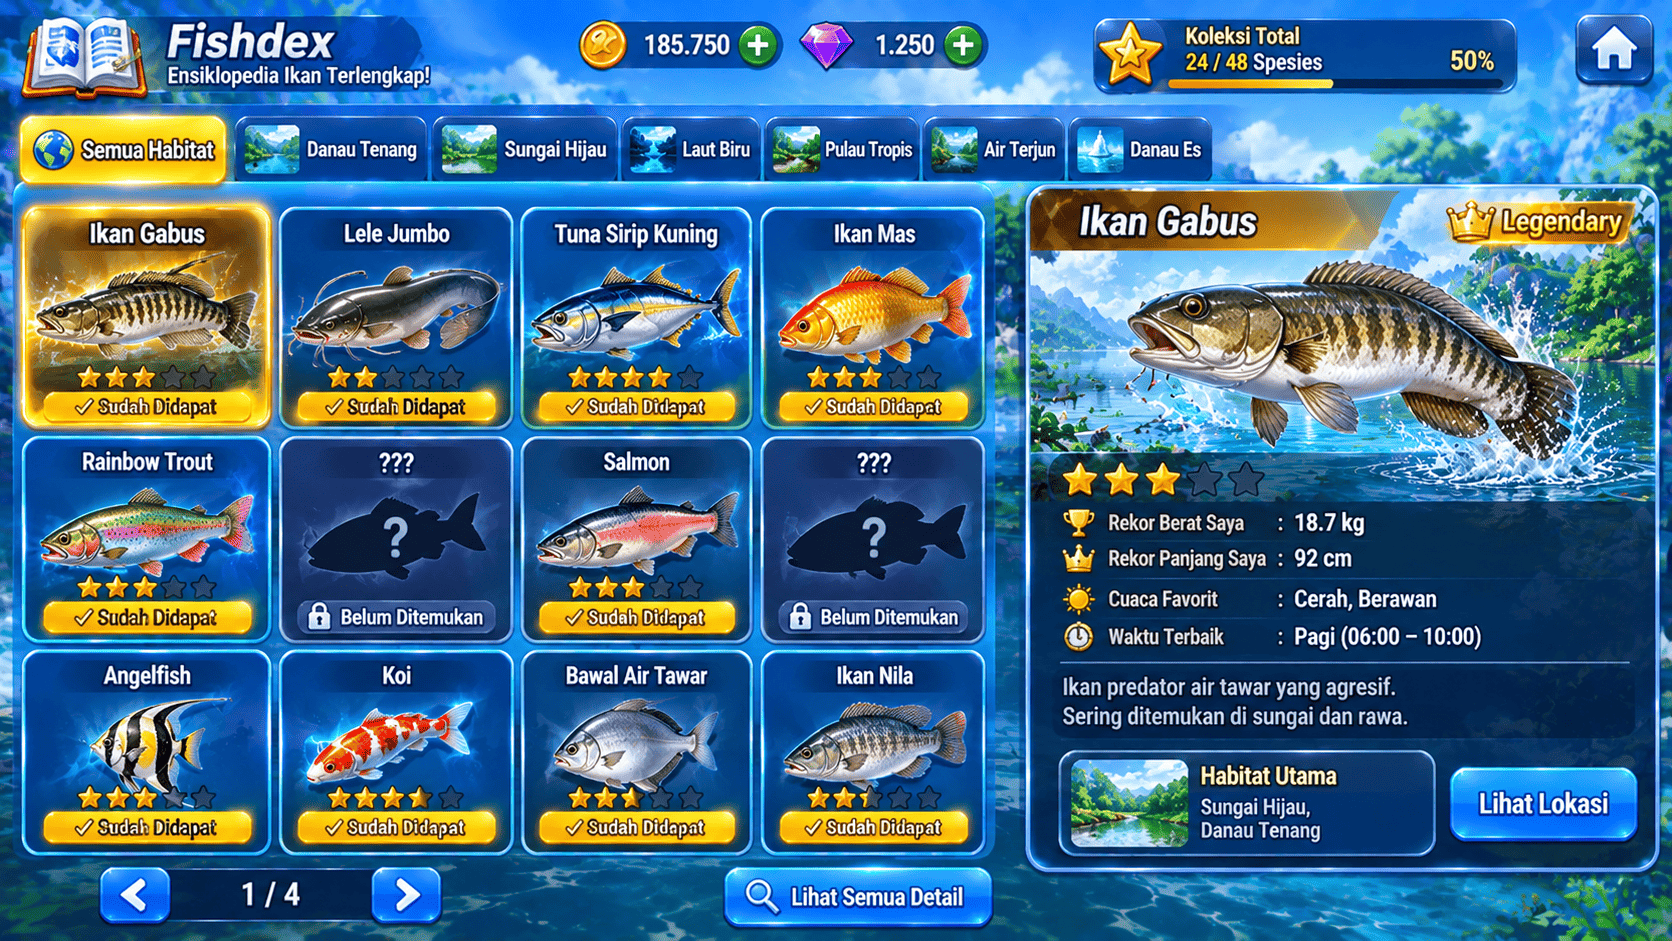 Fishdex
Ensiklopedia Ikan Terlengkap!
185.750
1.250
Koleksi Total
24 / 48 Spesies
50%
Semua Habitat
Danau Tenang
Sungai Hijau
Laut Biru
Pulau Tropis
Air Terjun
Danau Es
Ikan Gabus
Sudah Didapat
Lele Jumbo
Sudah Didapat
Tuna Sirip Kuning
Sudah Didapat
Ikan Mas
Sudah Didapat
Rainbow Trout
Sudah Didapat
???
?
Belum Ditemukan
Salmon
Sudah Didapat
???
?
Belum Ditemukan
Angelfish
Sudah Didapat
Koi
Sudah Didapat
Bawal Air Tawar
Sudah Didapat
Ikan Nila
Sudah Didapat
1 / 4
Lihat Semua Detail
Ikan Gabus
Legendary
Rekor Berat Saya : 18.7 kg
Rekor Panjang Saya : 92 cm
Cuaca Favorit : Cerah, Berawan
Waktu Terbaik : Pagi (06:00 – 10:00)
Ikan predator air tawar yang agresif.
Sering ditemukan di sungai dan rawa.
Habitat Utama
Sungai Hijau,
Danau Tenang
Lihat Lokasi